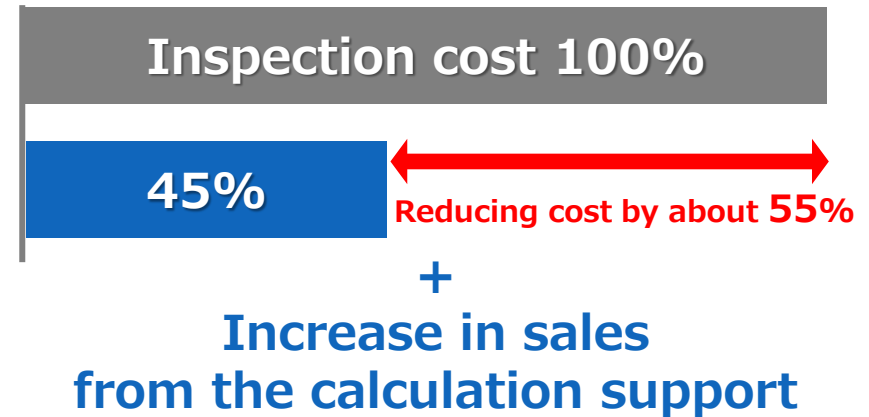 Inspection cost 100%
45%
Reducing cost by about 55%
+
Increase in sales
from the calculation support